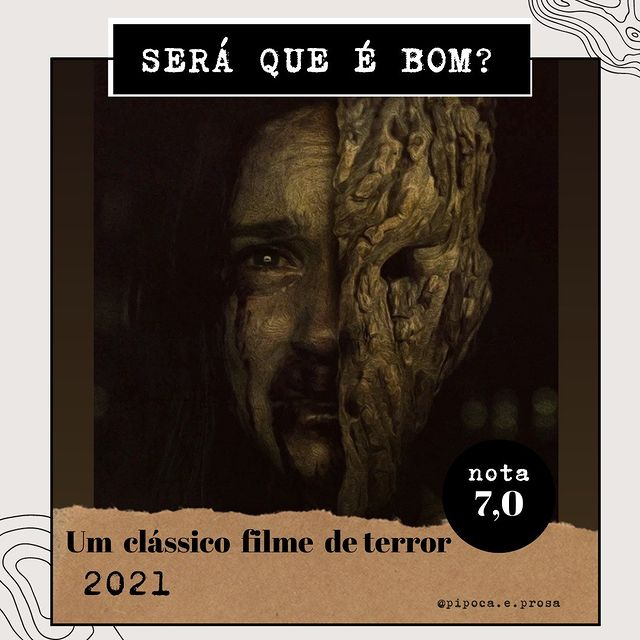 SERÁ QUE É BOM?
nota
7,0
Um clássico filme de terror
2021
@pipoca.e.prosa